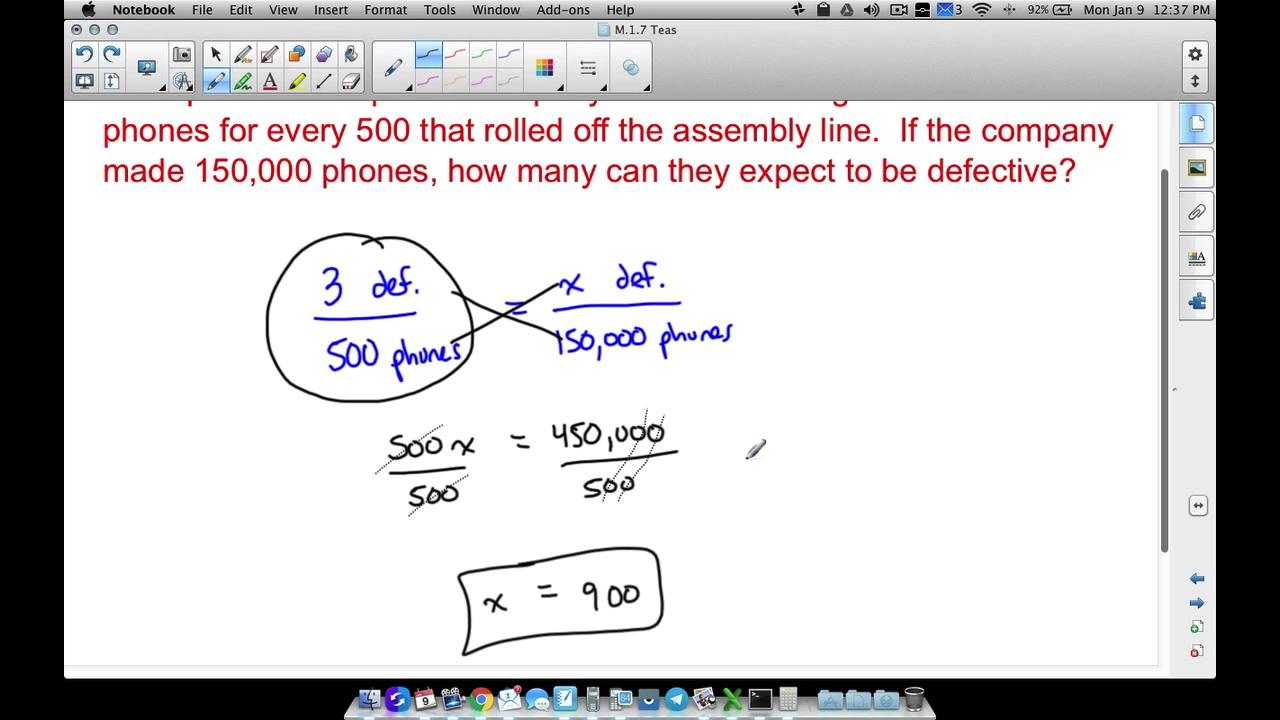 Notebook File Edit View Insert Format Tools Window Add-ons Help 3 92% Mon Jan 9 12:37 PM
M.1.7 Teas
phones for every 500 that rolled off the assembly line. If the company
made 150,000 phones, how many can they expect to be defective?
3 def. = x def.
500 phones 150,000 phones
500x = 450,000
500 500
x = 900